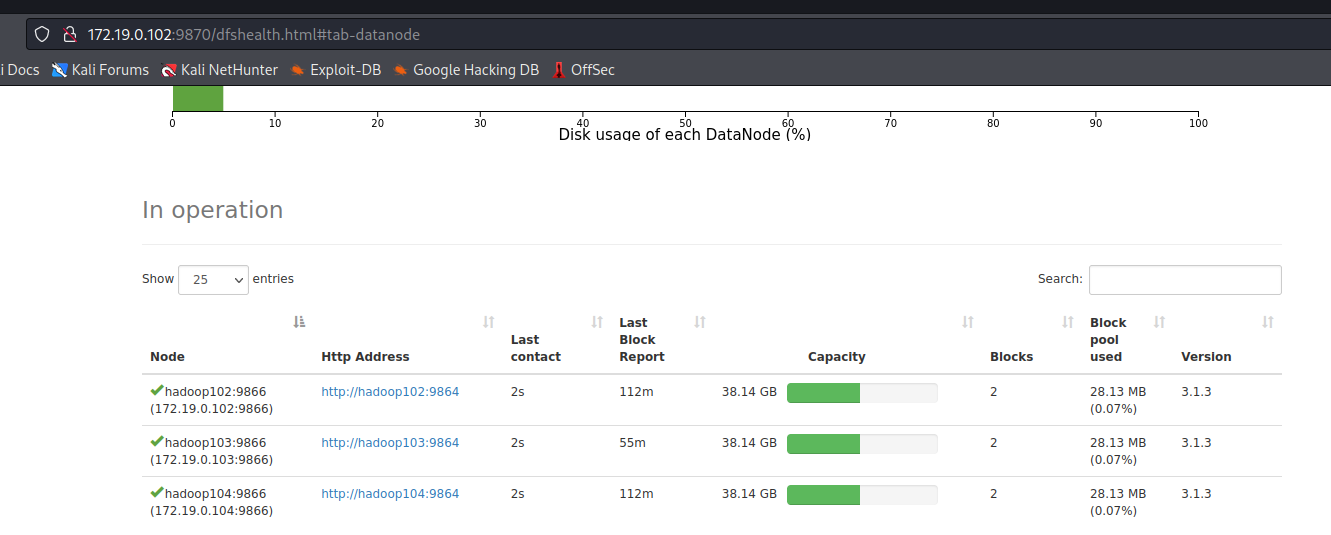 172.19.0.102:9870/dfshealth.html#tab-datanode
i Docs Kali Forums Kali NetHunter Exploit-DB Google Hacking DB OffSec
0 10 20 30 40 50 60 70 80 90 100
Disk usage of each DataNode (%)
In operation
Show 25 entries Search:
Node Http Address Last contact Last Block Report Capacity Blocks Block pool used Version
hadoop102:9866 http://hadoop102:9864 2s 112m 38.14 GB 2 28.13 MB 3.1.3
(172.19.0.102:9866) (0.07%)
hadoop103:9866 http://hadoop103:9864 2s 55m 38.14 GB 2 28.13 MB 3.1.3
(172.19.0.103:9866) (0.07%)
hadoop104:9866 http://hadoop104:9864 2s 112m 38.14 GB 2 28.13 MB 3.1.3
(172.19.0.104:9866) (0.07%)